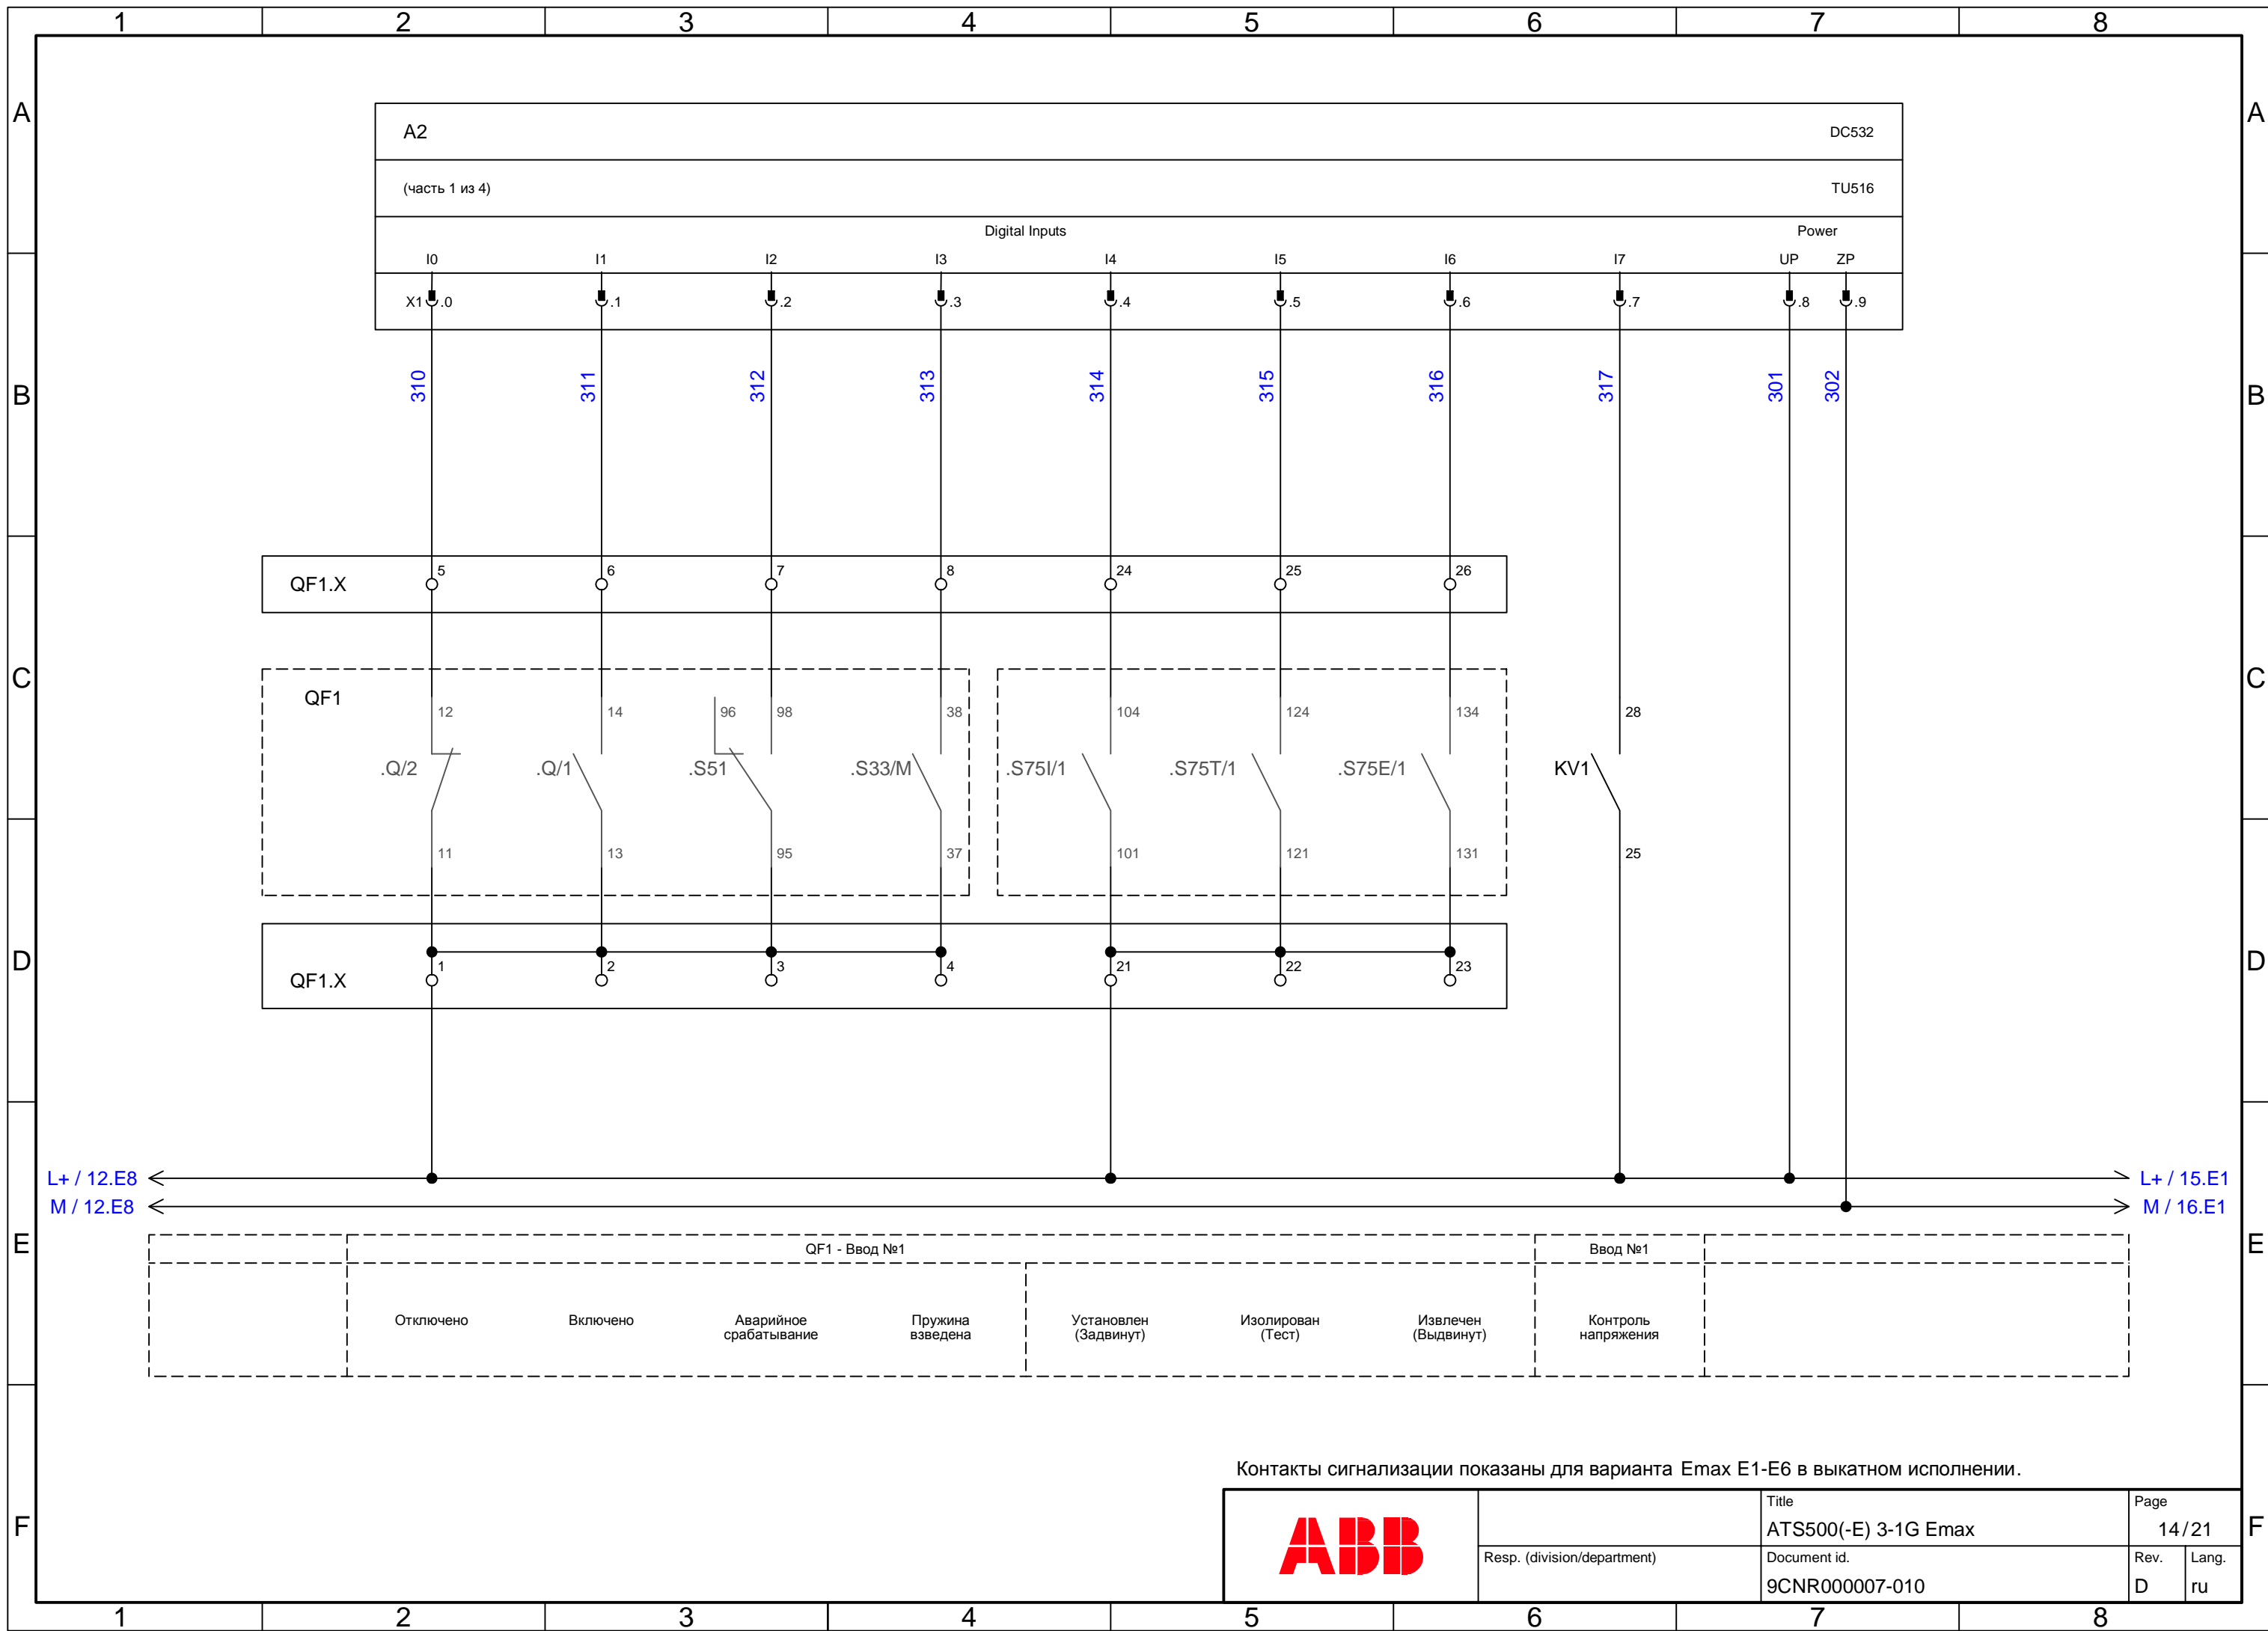 1 2 3 4 5 6 7 8
A A
A2 DC532
(часть 1 из 4) TU516
Digital Inputs Power
I0 I1 I2 I3 I4 I5 I6 I7 UP ZP
X1 .0 .1 .2 .3 .4 .5 .6 .7 .8 .9
310 311 312 313 314 315 316 317 301 302
B B
QF1.X 5 6 7 8 24 25 26
C C
QF1
12 14 96 98 38 104 124 134 28
.Q/2 .Q/1 .S51 .S33/M .S75I/1 .S75T/1 .S75E/1 KV1
11 13 95 37 101 121 131 25
D D
QF1.X 1 2 3 4 21 22 23
L+ / 12.E8 L+ / 15.E1
M / 12.E8 M / 16.E1
E E
QF1 - Ввод №1 Ввод №1
Отключено
Включено
Аварийное
срабатывание
Пружина
взведена
Установлен
(Задвинут)
Изолирован
(Тест)
Извлечен
(Выдвинут)
Контроль
напряжения
Контакты сигнализации показаны для варианта Emax E1-E6 в выкатном исполнении.
F F
ABB
Title
ATS500(-E) 3-1G Emax
Page
14/21
Resp. (division/department)
Document id.
9CNR000007-010
Rev.
D
Lang.
ru
1 2 3 4 5 6 7 8